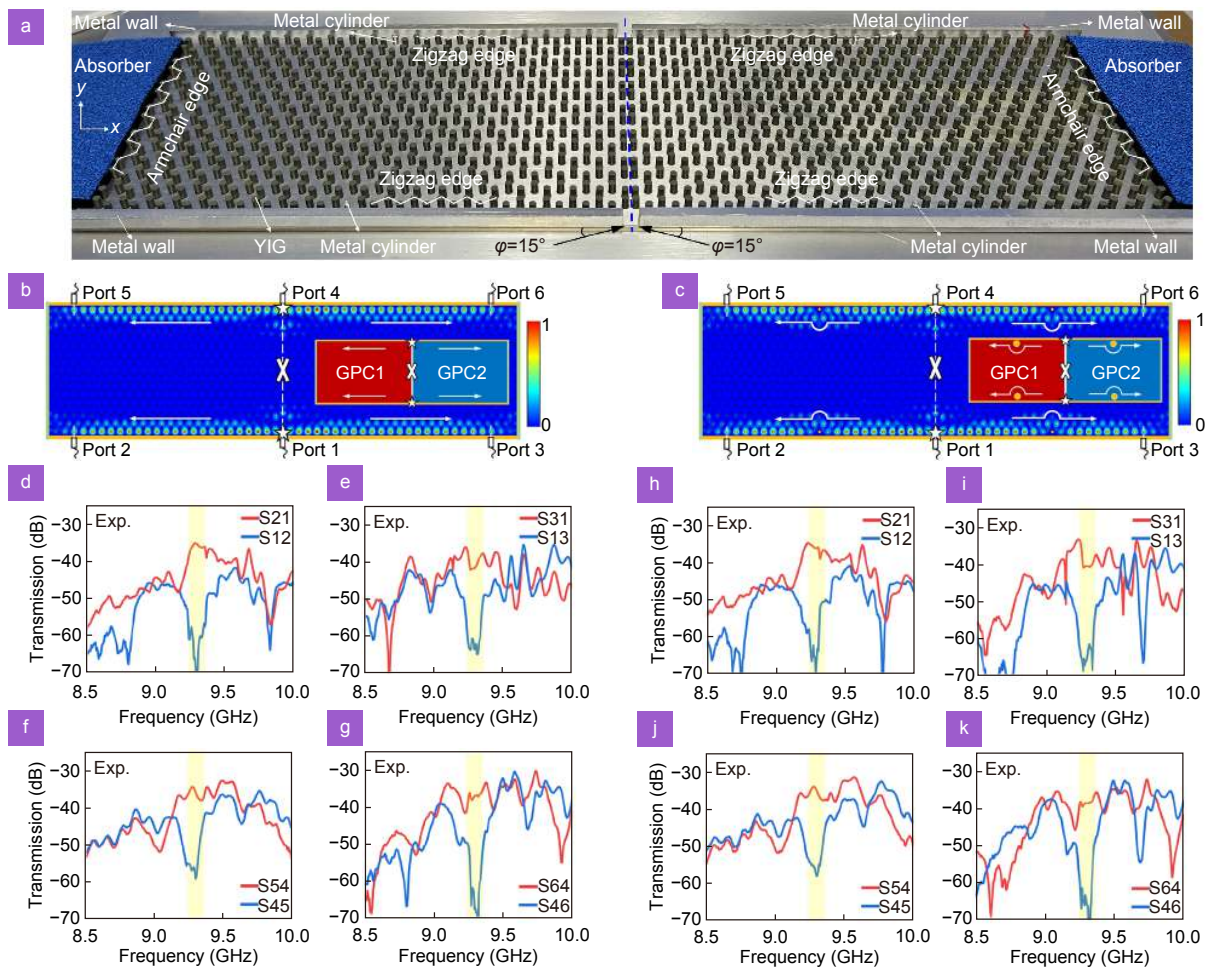 a
Metal wall Metal cylinder Metal cylinder Metal wall
Absorber Zigzag edge Zigzag edge Absorber
y
x
Armchair edge Armchair edge
Zigzag edge Zigzag edge
Metal wall YIG Metal cylinder φ=15° φ=15° Metal cylinder Metal wall
b
Port 5 Port 4 Port 6
1
GPC1 GPC2
0
Port 2 Port 1 Port 3
c
Port 5 Port 4 Port 6
1
GPC1 GPC2
0
Port 2 Port 1 Port 3
d
Exp.
S21
S12
Transmission (dB)
−30
−40
−50
−60
−70
8.5 9.0 9.5 10.0
Frequency (GHz)
e
Exp.
S31
S13
−30
−40
−50
−60
−70
8.5 9.0 9.5 10.0
Frequency (GHz)
h
Exp.
S21
S12
Transmission (dB)
−30
−40
−50
−60
−70
8.5 9.0 9.5 10.0
Frequency (GHz)
i
Exp.
S31
S13
−30
−40
−50
−60
−70
8.5 9.0 9.5 10.0
Frequency (GHz)
f
Exp.
S54
S45
Transmission (dB)
−30
−40
−50
−60
−70
8.5 9.0 9.5 10.0
Frequency (GHz)
g
Exp.
S64
S46
−30
−40
−50
−60
−70
8.5 9.0 9.5 10.0
Frequency (GHz)
j
Exp.
S54
S45
Transmission (dB)
−30
−40
−50
−60
−70
8.5 9.0 9.5 10.0
Frequency (GHz)
k
Exp.
S64
S46
−30
−40
−50
−60
−70
8.5 9.0 9.5 10.0
Frequency (GHz)